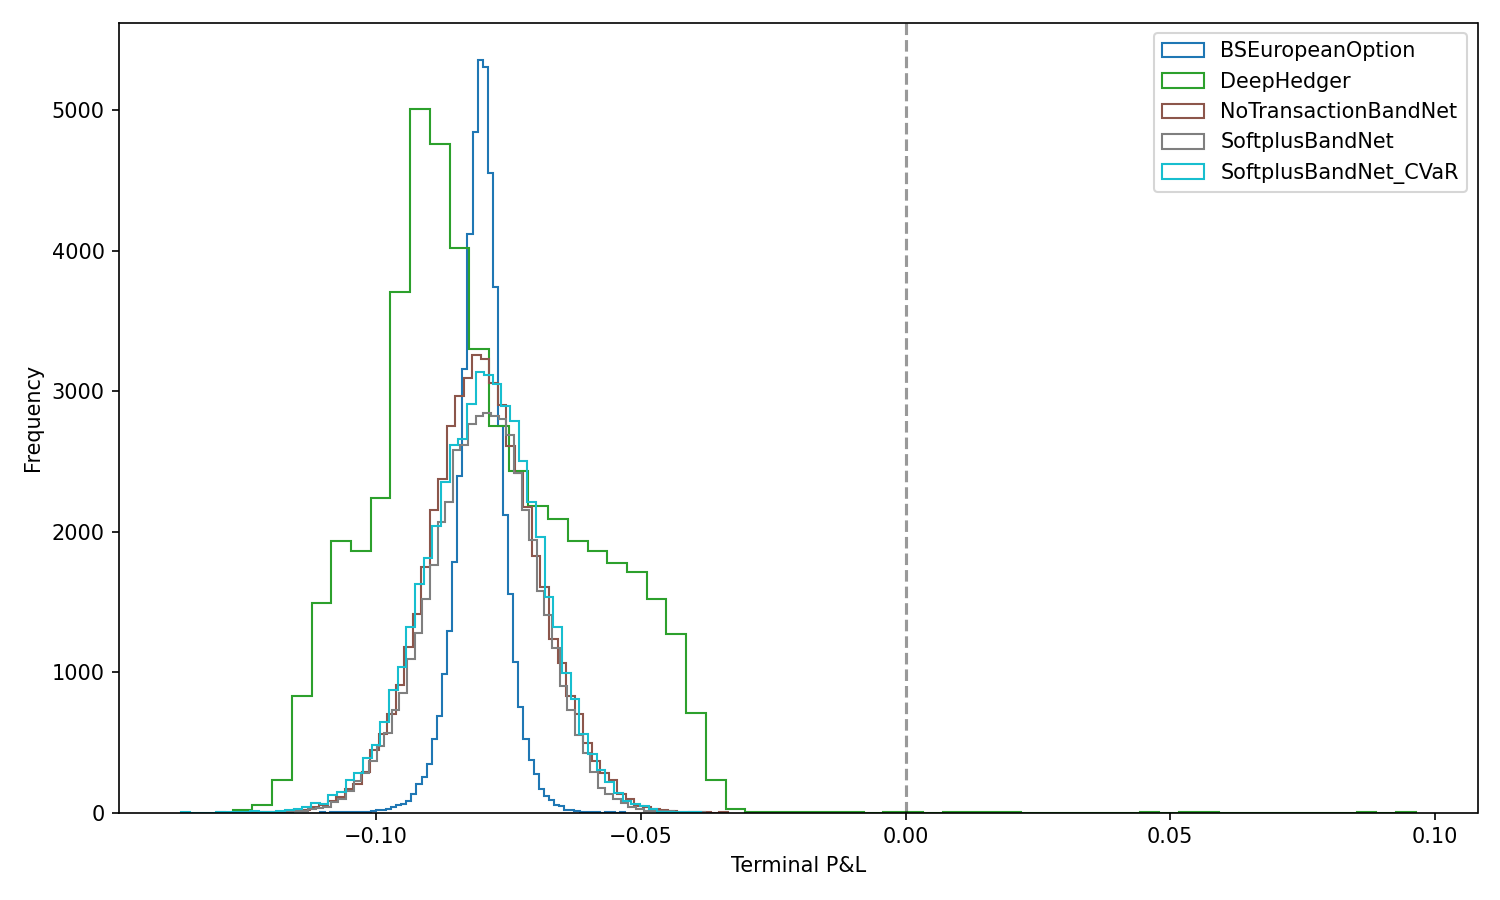 BSEuropeanOption
DeepHedger
NoTransactionBandNet
SoftplusBandNet
SoftplusBandNet_CVaR
Frequency
5000
4000
3000
2000
1000
0
−0.10 −0.05 0.00 0.05 0.10
Terminal P&L